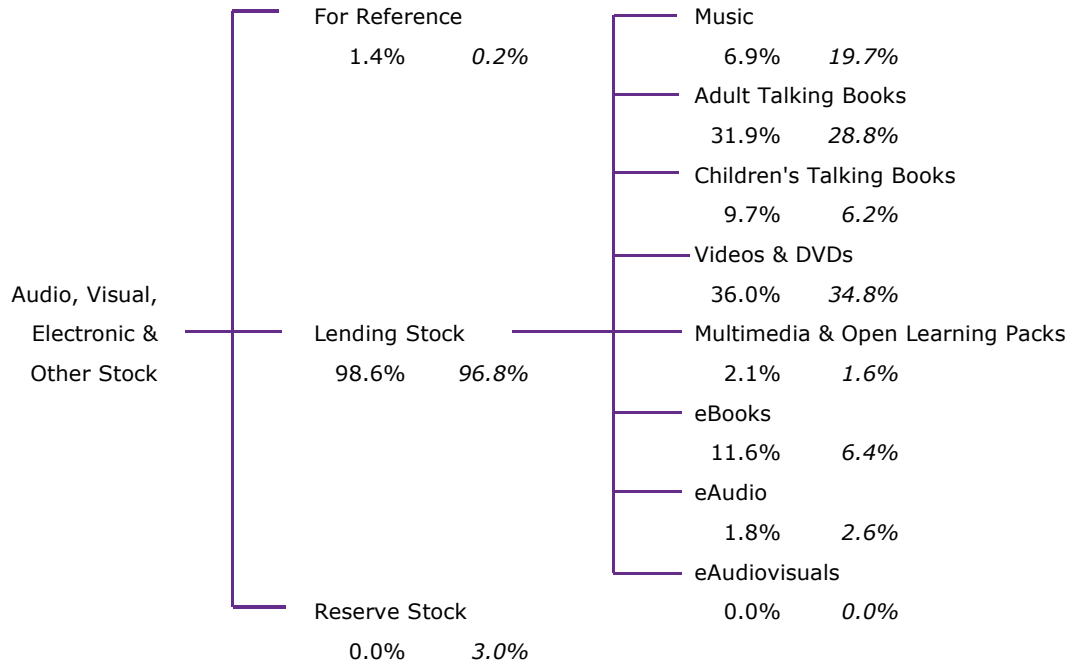 For Reference
1.4% 0.2%
Audio, Visual,
Electronic &
Other Stock
Lending Stock
98.6% 96.8%
Reserve Stock
0.0% 3.0%
Music
6.9% 19.7%
Adult Talking Books
31.9% 28.8%
Children's Talking Books
9.7% 6.2%
Videos & DVDs
36.0% 34.8%
Multimedia & Open Learning Packs
2.1% 1.6%
eBooks
11.6% 6.4%
eAudio
1.8% 2.6%
eAudiovisuals
0.0% 0.0%